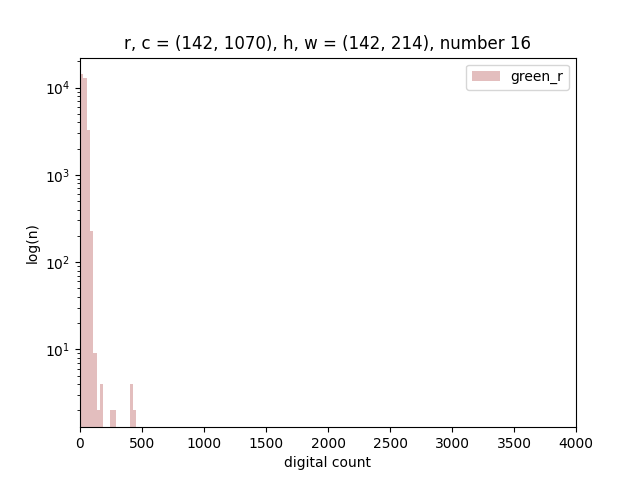 r, c = (142, 1070), h, w = (142, 214), number 16
green_r
10^4
10^3
10^2
10^1
log(n)
0 500 1000 1500 2000 2500 3000 3500 4000
digital count